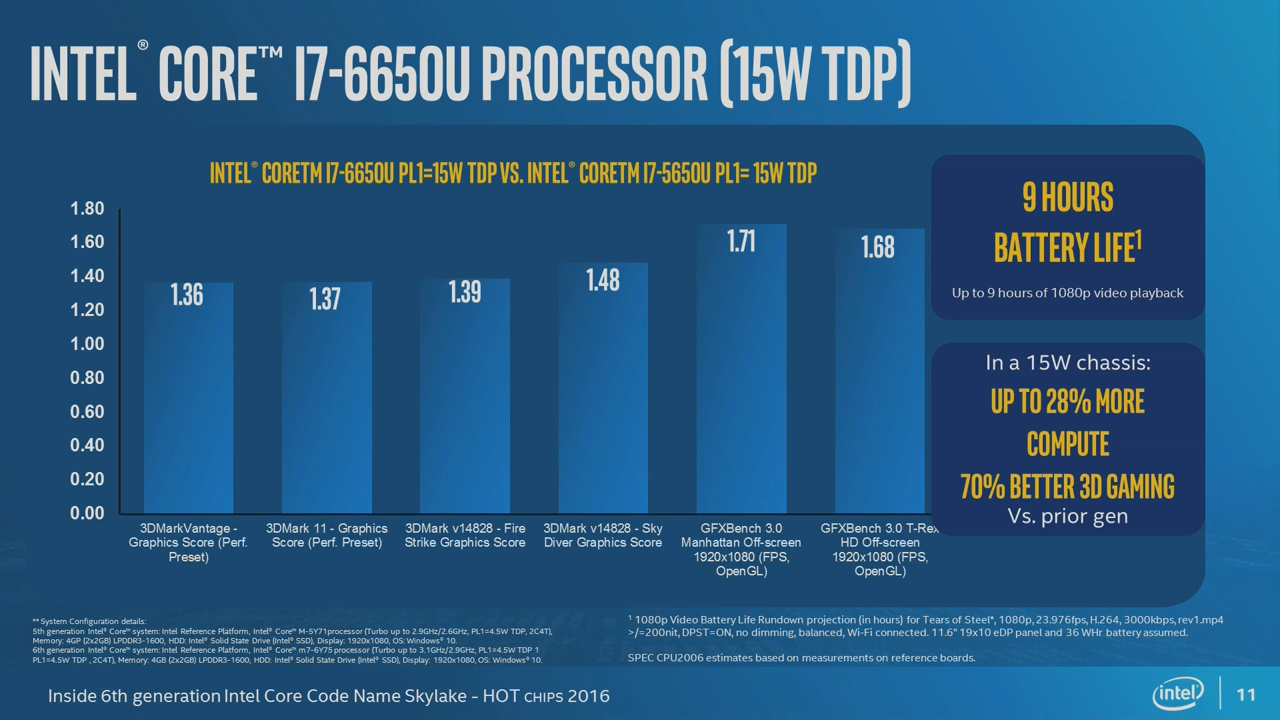 INTEL® CORE™ I7-6650U PROCESSOR (15W TDP)
INTEL® CORETM I7-6650U PL1=15W TDP VS. INTEL® CORETM I7-5650U PL1= 15W TDP
1.80
1.60
1.40
1.20
1.00
0.80
0.60
0.40
0.20
0.00
1.36
1.37
1.39
1.48
1.71
1.68
3DMarkVantage -
Graphics Score (Perf.
Preset)
3DMark 11 - Graphics
Score (Perf. Preset)
3DMark v14828 - Fire
Strike Graphics Score
3DMark v14828 - Sky
Diver Graphics Score
GFXBench 3.0
Manhattan Off-screen
1920x1080 (FPS,
OpenGL)
GFXBench 3.0 T-Rex
HD Off-screen
1920x1080 (FPS,
OpenGL)
9 HOURS
BATTERY LIFE1
Up to 9 hours of 1080p video playback
In a 15W chassis:
UP TO 28% MORE
COMPUTE
70% BETTER 3D GAMING
Vs. prior gen
** System Configuration details:
5th generation Intel® Core™ system: Intel Reference Platform, Intel® Core™ M-5Y71processor (Turbo up to 2.9GHz/2.6GHz, PL1=4.5W TDP, 2C4T),
Memory: 4GP (2x2GB) LPDDR3-1600, HDD: Intel® Solid State Drive (Intel® SSD), Display: 1920x1080, OS: Windows® 10.
6th generation Intel® Core™ system: Intel Reference Platform, Intel® Core™ m7-6Y75 processor (Turbo up to 3.1GHz/2.9GHz, PL1=4.5W TDP 1
PL1=4.5W TDP , 2C4T), Memory: 4GB (2x2GB) LPDDR3-1600, HDD: Intel® Solid State Drive (Intel® SSD), Display: 1920x1080, OS: Windows® 10.
1 1080p Video Battery Life Rundown projection (in hours) for Tears of Steel*, 1080p, 23.976fps, H.264, 3000kbps, rev1.mp4
>/=200nit, DPST=ON, no dimming, balanced, Wi-Fi connected. 11.6" 19x10 eDP panel and 36 WHr battery assumed.
SPEC CPU2006 estimates based on measurements on reference boards.
Inside 6th generation Intel Core Code Name Skylake - HOT CHIPS 2016
intel®
11